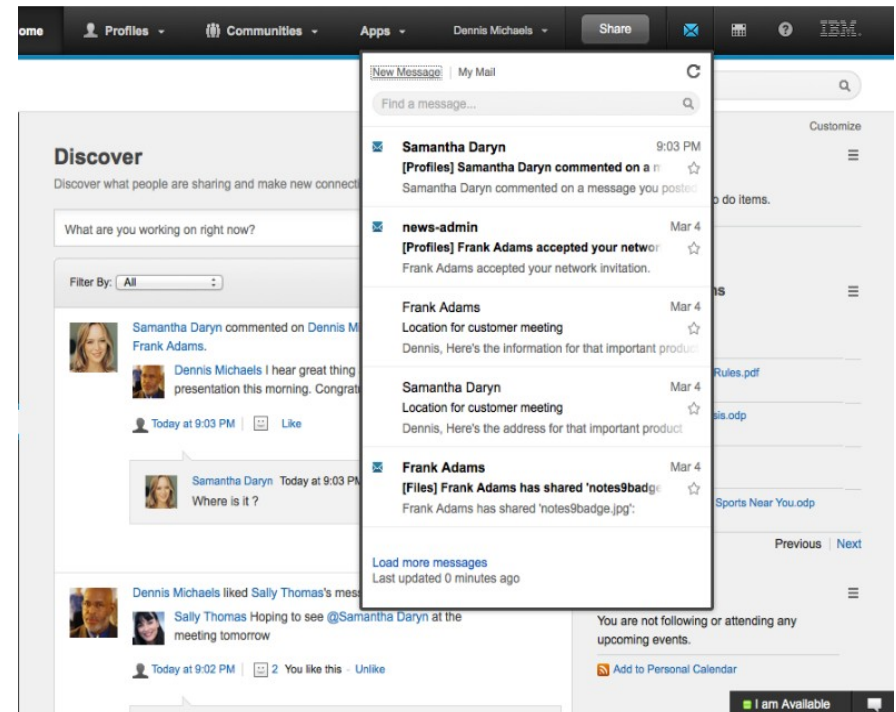 ome Profiles Communities Apps Dennis Michaels Share IBM.
New Message | My Mail
Find a message...
Customize
Samantha Daryn 9:03 PM
[Profiles] Samantha Daryn commented on a m
Samantha Daryn commented on a message you posted
news-admin Mar 4
[Profiles] Frank Adams accepted your networ
Frank Adams accepted your network invitation.
Frank Adams Mar 4
Location for customer meeting
Dennis, Here's the information for that important produc
Samantha Daryn Mar 4
Location for customer meeting
Dennis, Here's the address for that important product
Frank Adams Mar 4
[Files] Frank Adams has shared 'notes9badge
Frank Adams has shared 'notes9badge.jpg':
Load more messages
Last updated 0 minutes ago
Discover
Discover what people are sharing and make new connecti
What are you working on right now?
Filter By: All
Samantha Daryn commented on Dennis M
Frank Adams.
Dennis Michaels I hear great thing
presentation this morning. Congrat
Today at 9:03 PM | Like
Samantha Daryn Today at 9:03 PM
Where is it ?
Dennis Michaels liked Sally Thomas's mes
Sally Thomas Hoping to see @Samantha Daryn at the
meeting tomorrow
Today at 9:02 PM | 2 You like this - Unlike
o do items.
ns
Rules.pdf
sis.odp
Sports Near You.odp
Previous | Next
You are not following or attending any
upcoming events.
Add to Personal Calendar
I am Available